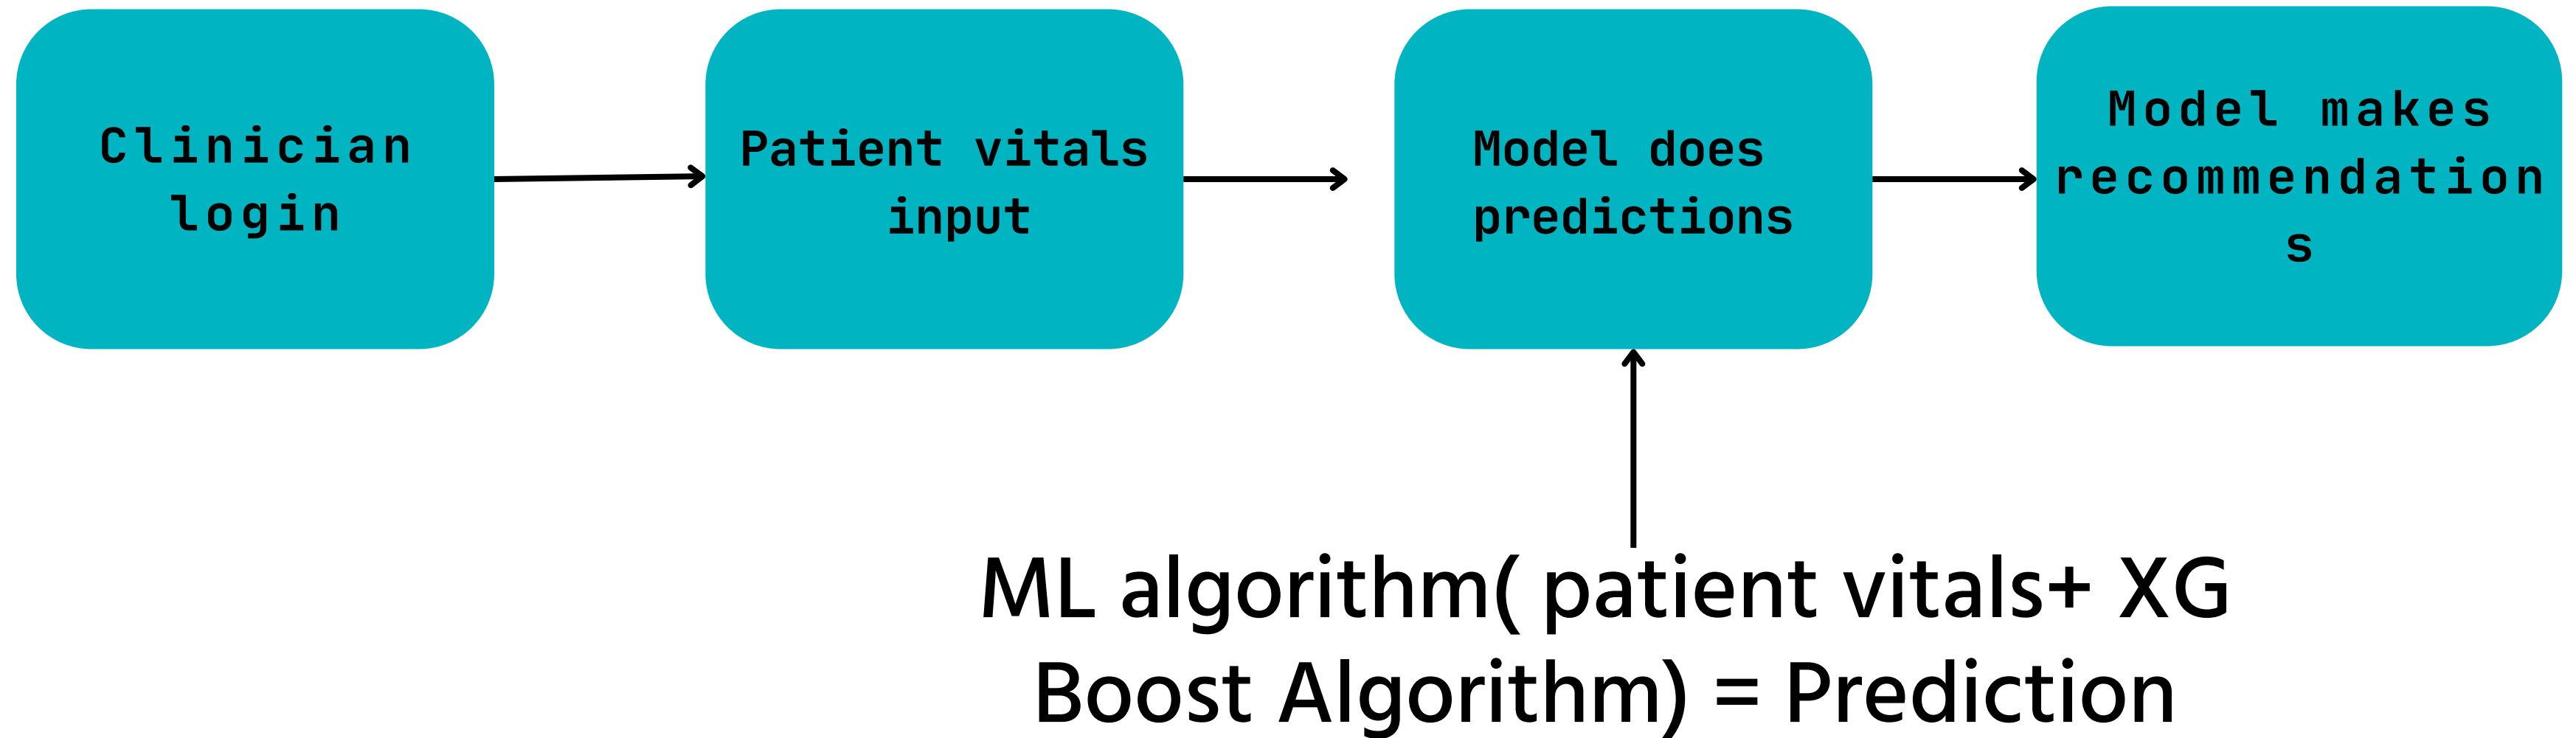 Clinician
login
Patient vitals
input
Model does
predictions
Model makes
recommendation
s
ML algorithm( patient vitals+ XG
Boost Algorithm) = Prediction